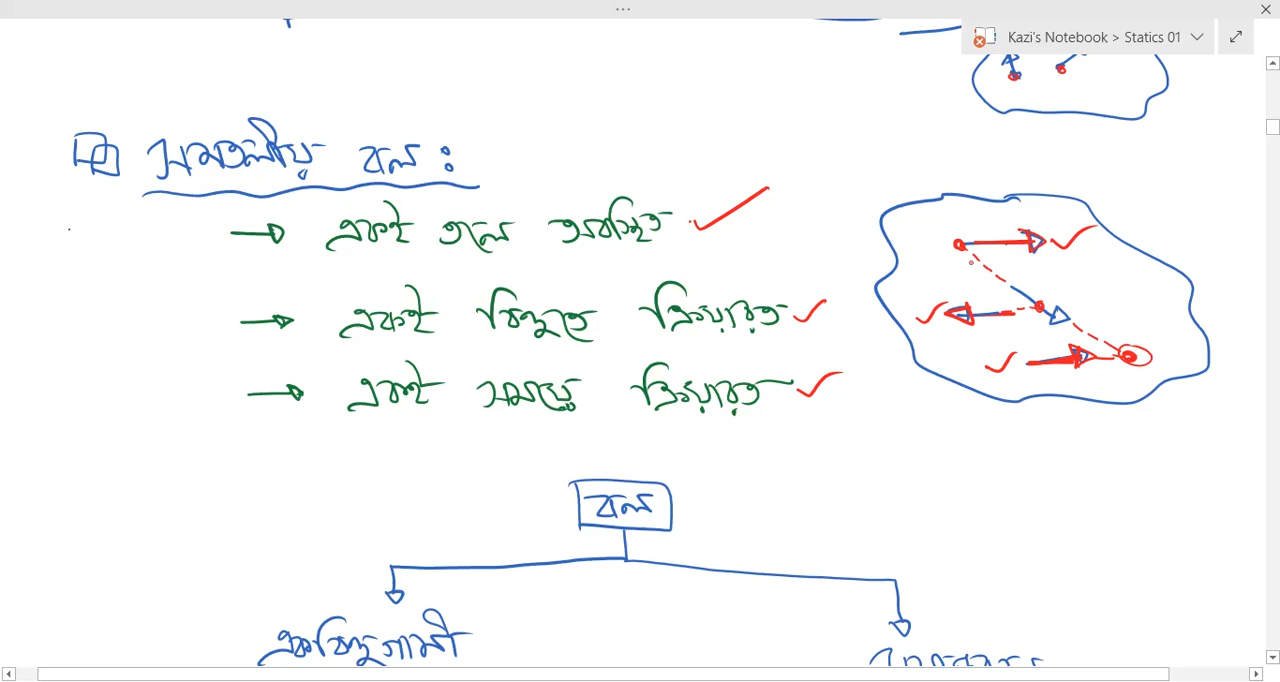 ...
Kazi's Notebook > Statics 01
সমতলীয় বল :
→ একই তলে অবস্থিত ✓
→ একই বিন্দুতে ক্রিয়ারত ✓
→ একই সময়ে ক্রিয়ারত ✓
বল
একবিন্দুগামী